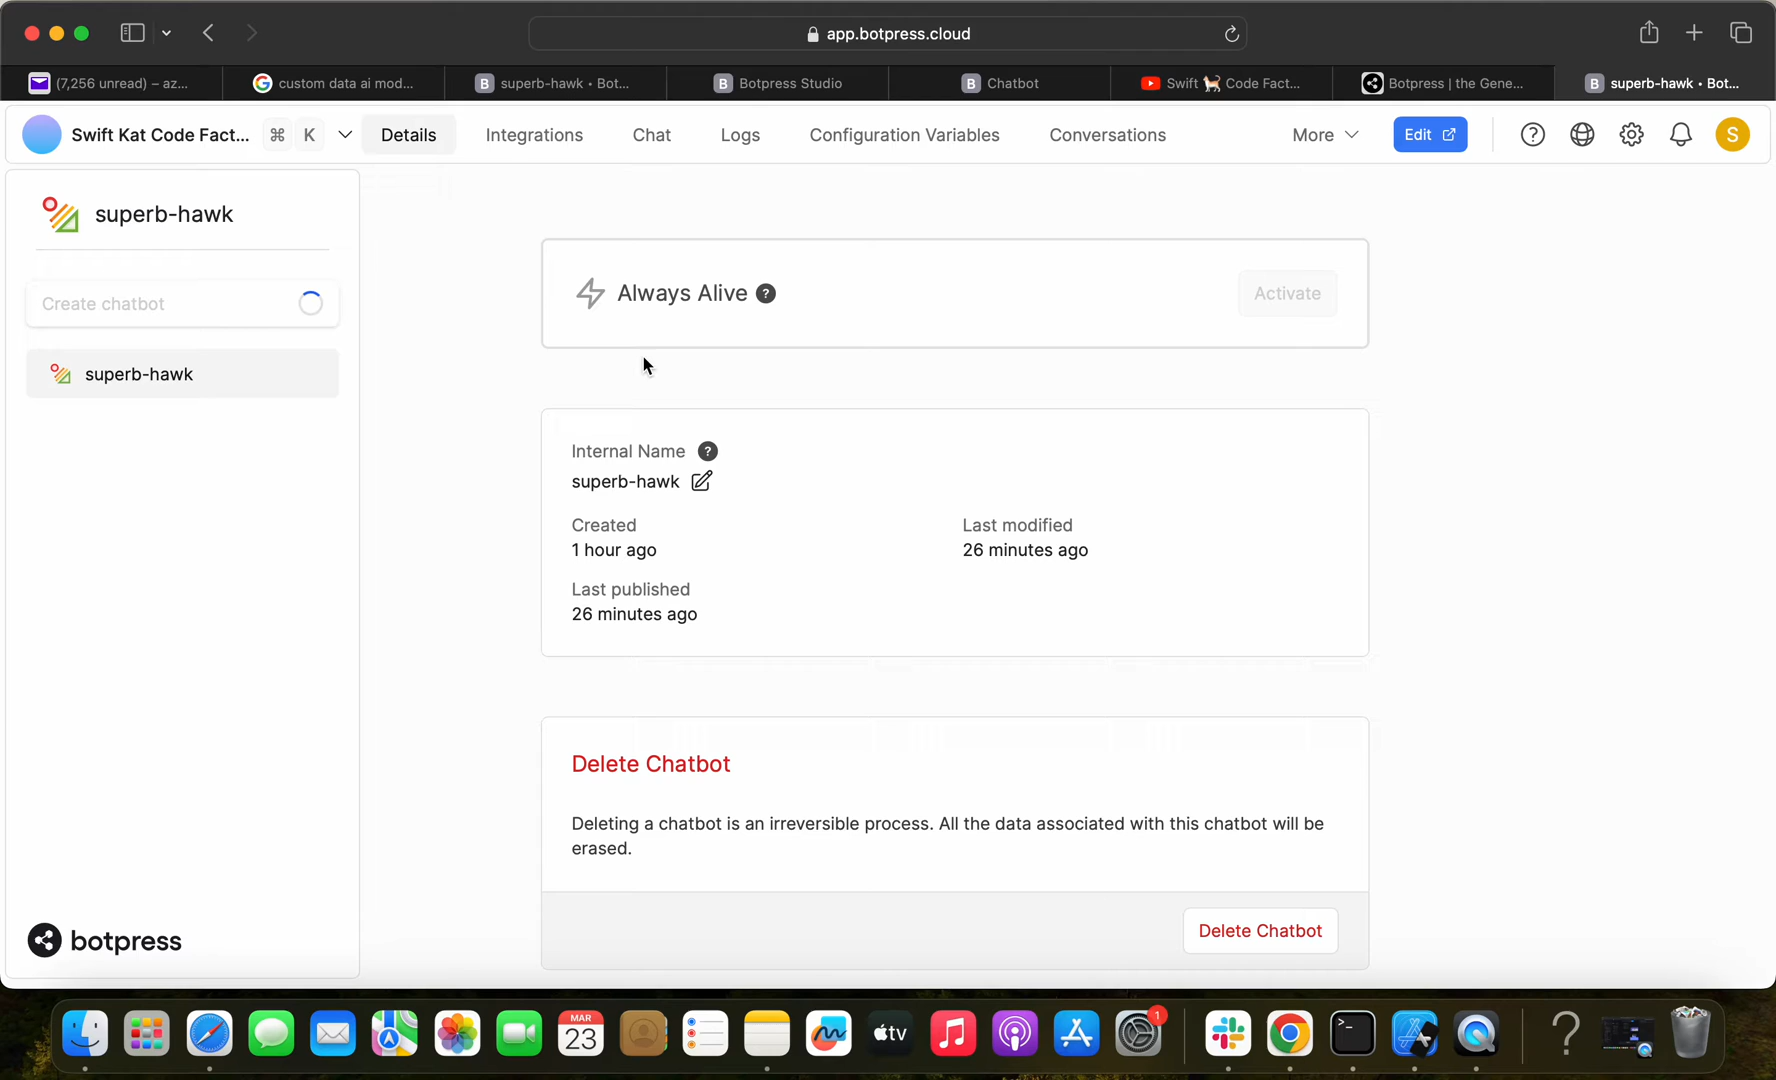 app.botpress.cloud
(7,256 unread) – az...
custom data ai mod...
superb-hawk • Bot...
Botpress Studio
Chatbot
Swift 🐈 Code Fact...
Botpress | the Gene...
superb-hawk • Bot...
Swift Kat Code Fact... ⌘ K
Details
Integrations
Chat
Logs
Configuration Variables
Conversations
More
Edit
S
superb-hawk
Create chatbot
superb-hawk
botpress
Always Alive ?
Activate
Internal Name ?
superb-hawk
Created
1 hour ago
Last modified
26 minutes ago
Last published
26 minutes ago
Delete Chatbot
Deleting a chatbot is an irreversible process. All the data associated with this chatbot will be
erased.
Delete Chatbot
MAR
23
tv
1